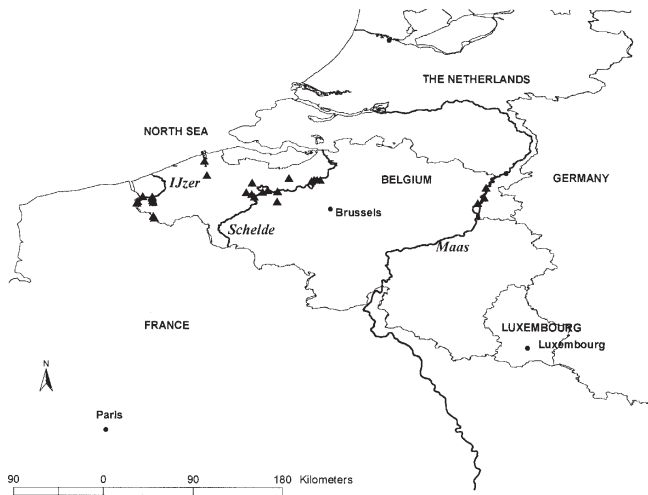 THE NETHERLANDS
NORTH SEA
IJzer
BELGIUM
GERMANY
Brussels
Schelde
Maas
FRANCE
LUXEMBOURG
Luxembourg
N
Paris
90 0 90 180 Kilometers